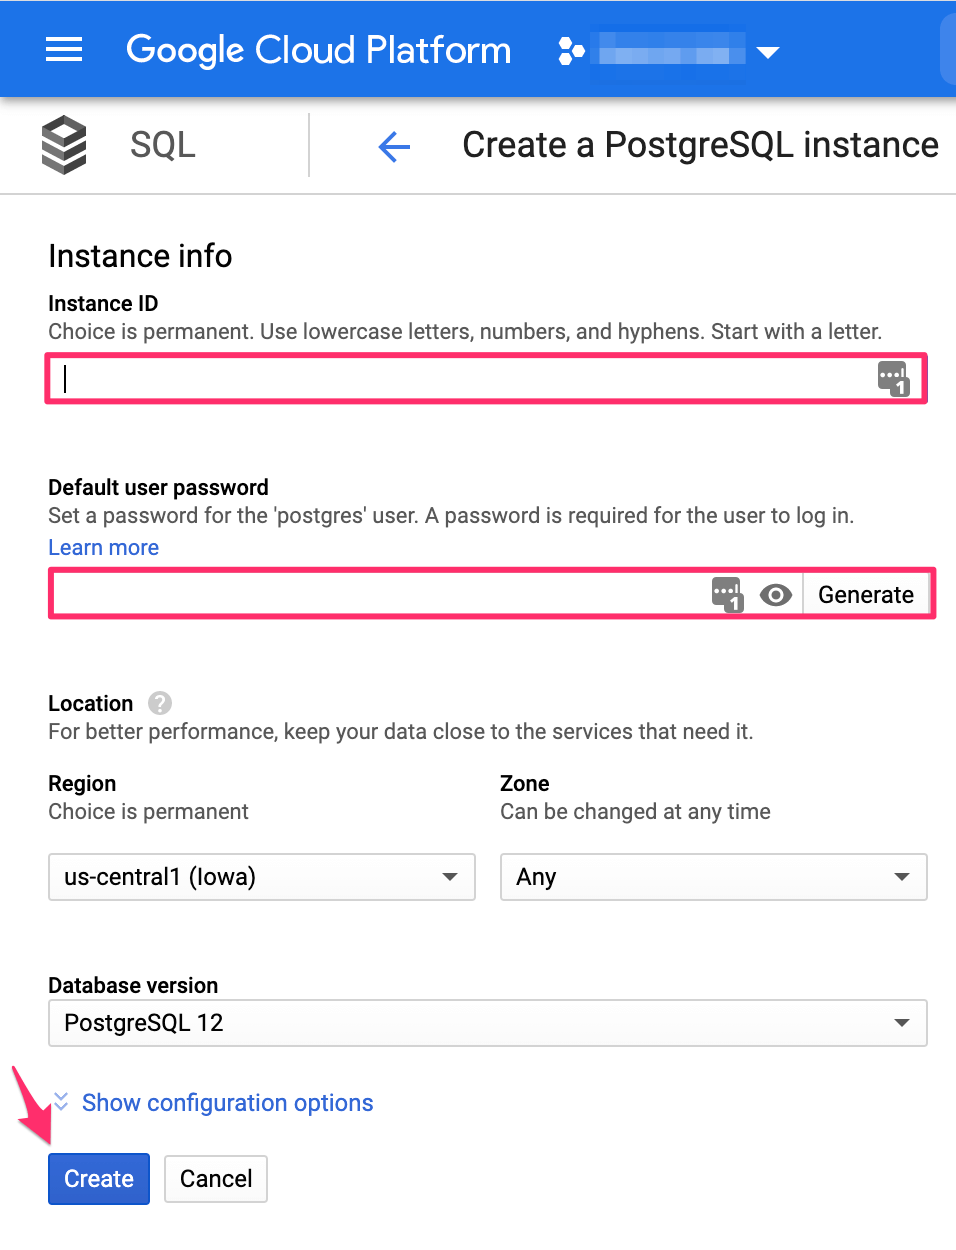 Google Cloud Platform
SQL
Create a PostgreSQL instance
Instance info
Instance ID
Choice is permanent. Use lowercase letters, numbers, and hyphens. Start with a letter.
1
Default user password
Set a password for the 'postgres' user. A password is required for the user to log in.
Learn more
1
Generate
Location ?
For better performance, keep your data close to the services that need it.
Region
Choice is permanent
Zone
Can be changed at any time
us-central1 (Iowa)
Any
Database version
PostgreSQL 12
Show configuration options
Create
Cancel